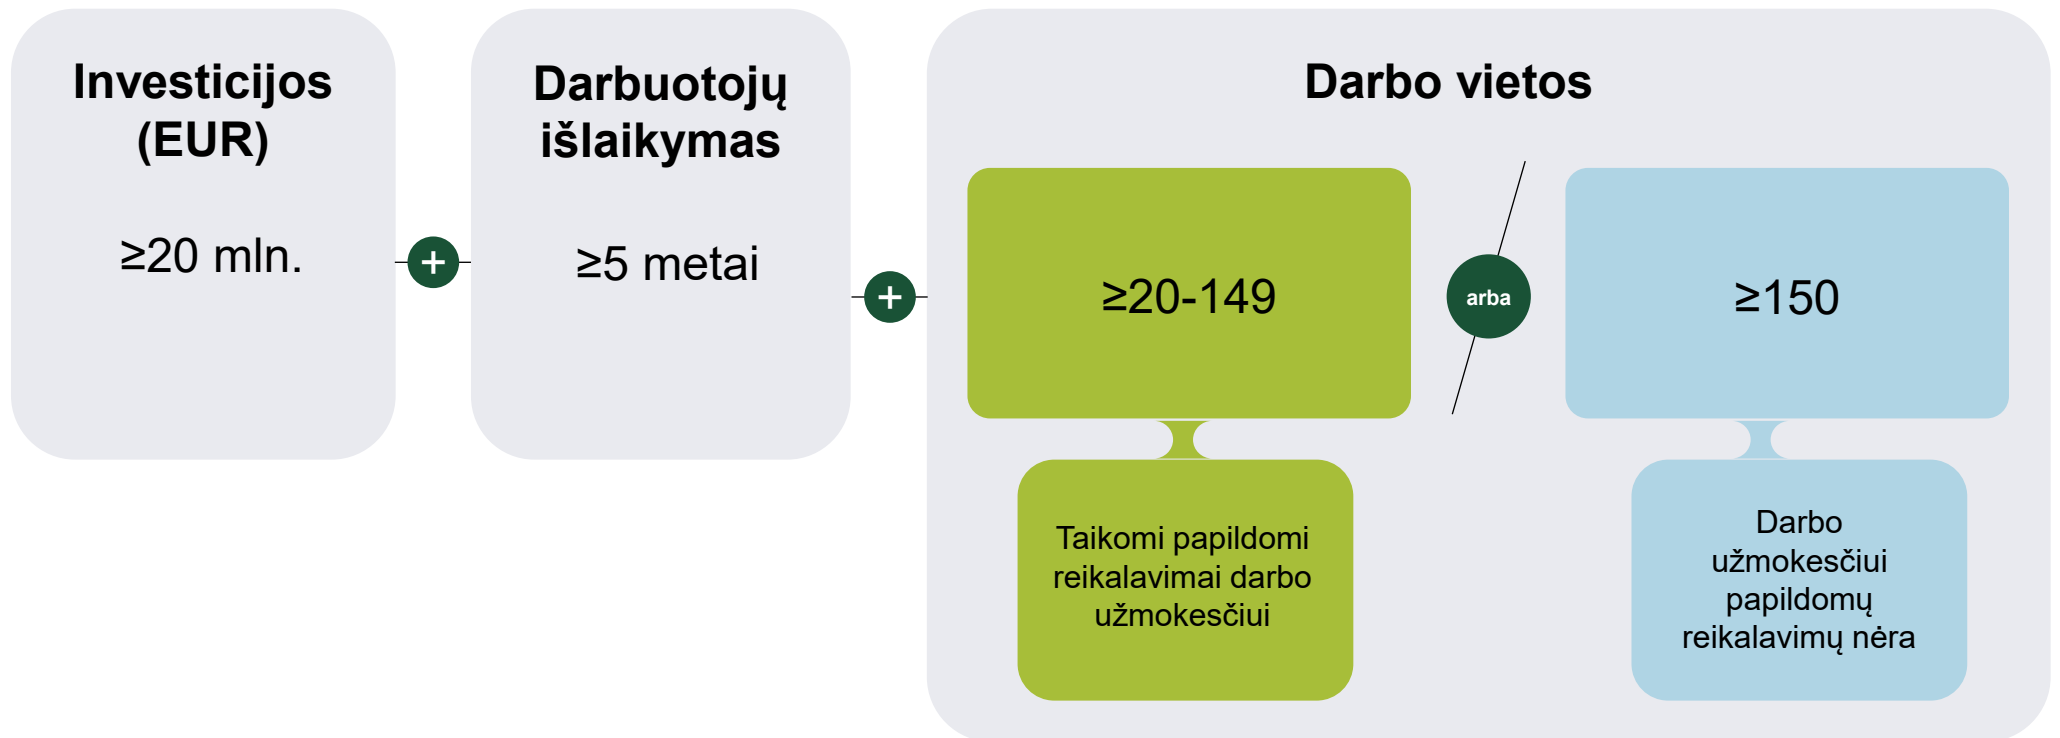 Investicijos
(EUR)
≥20 mln.
+
Darbuotojų
išlaikymas
≥5 metai
+
Darbo vietos
≥20-149
arba
≥150
Taikomi papildomi
reikalavimai darbo
užmokesčiui
Darbo
užmokesčiui
papildomų
reikalavimų nėra